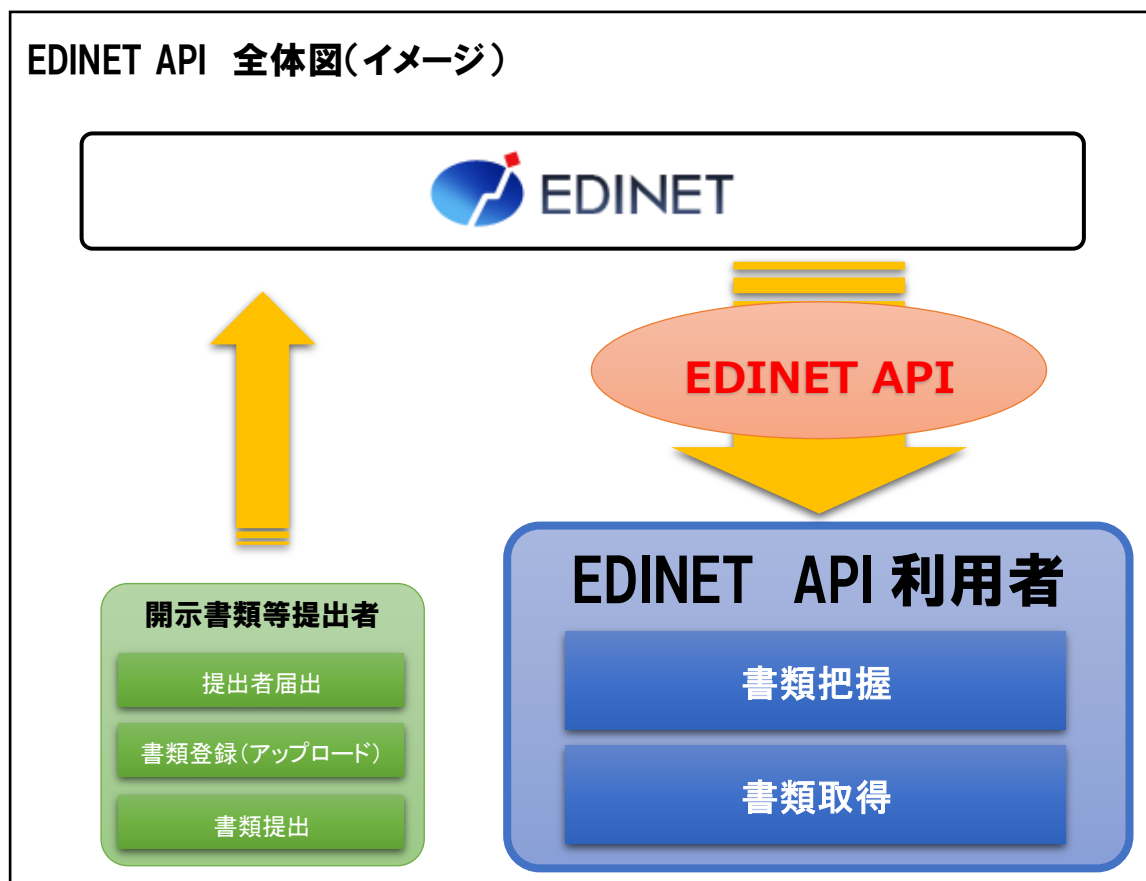 EDINET API 全体図(イメージ)
EDINET
EDINET API
EDINET API 利用者
開示書類等提出者
提出者届出
書類登録(アップロード)
書類提出
書類把握
書類取得